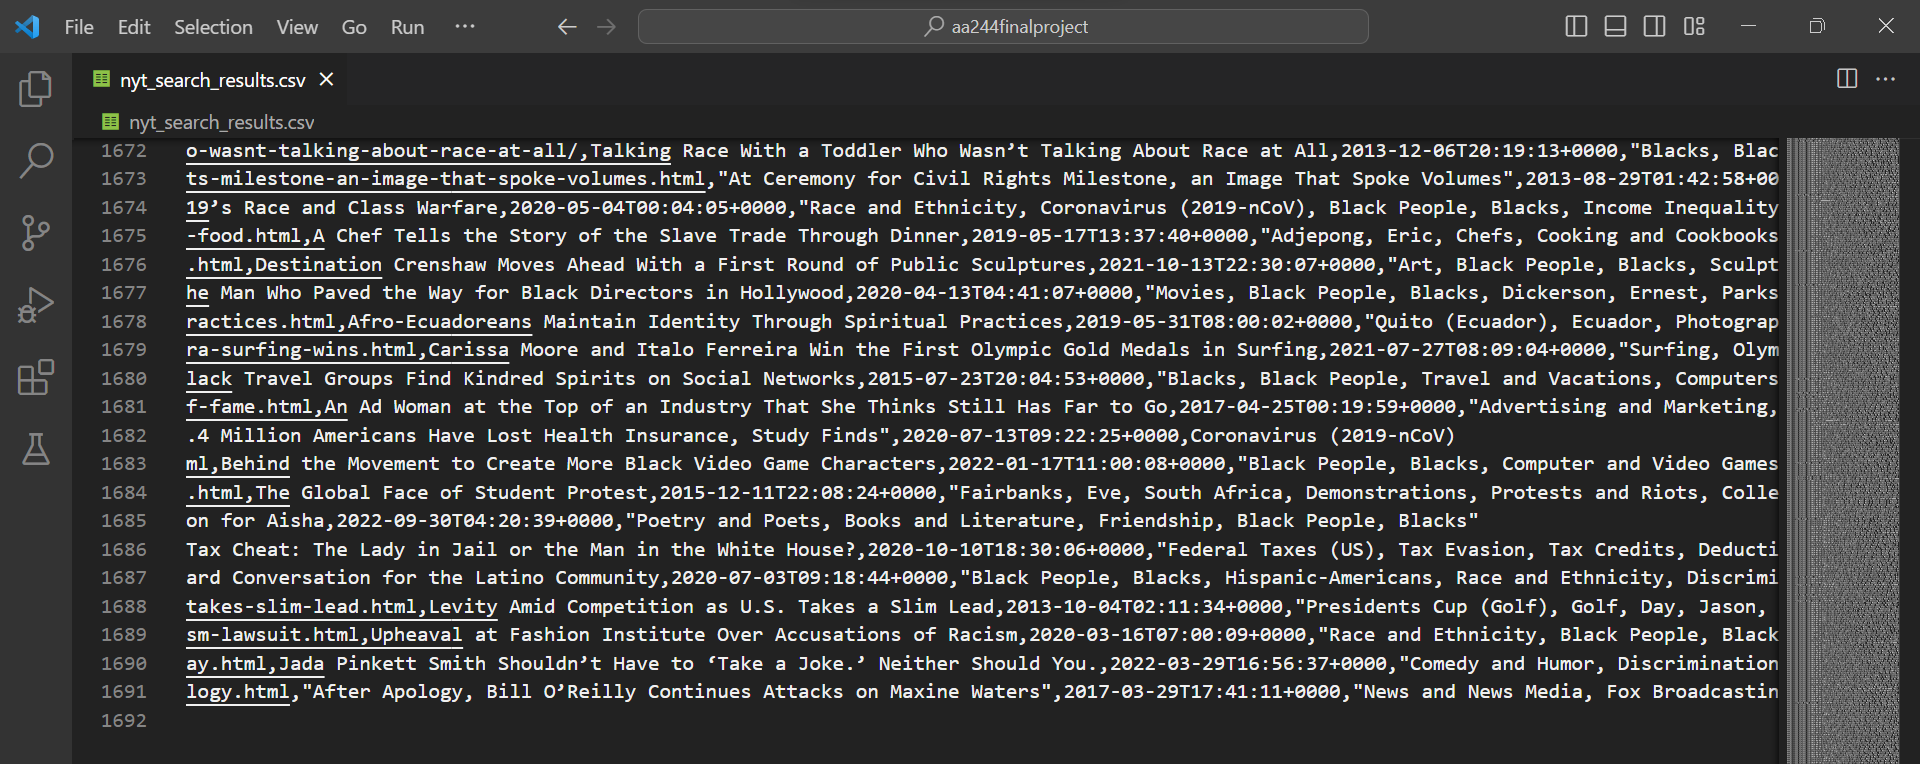 File Edit Selection View Go Run ··· aa244finalproject
nyt_search_results.csv
nyt_search_results.csv
1672 o-wasnt-talking-about-race-at-all/,Talking Race With a Toddler Who Wasn’t Talking About Race at All,2013-12-06T20:19:13+0000,"Blacks, Blac
1673 ts-milestone-an-image-that-spoke-volumes.html,"At Ceremony for Civil Rights Milestone, an Image That Spoke Volumes",2013-08-29T01:42:58+00
1674 19’s Race and Class Warfare,2020-05-04T00:04:05+0000,"Race and Ethnicity, Coronavirus (2019-nCoV), Black People, Blacks, Income Inequality
1675 -food.html,A Chef Tells the Story of the Slave Trade Through Dinner,2019-05-17T13:37:40+0000,"Adjepong, Eric, Chefs, Cooking and Cookbooks
1676 .html,Destination Crenshaw Moves Ahead With a First Round of Public Sculptures,2021-10-13T22:30:07+0000,"Art, Black People, Blacks, Sculpt
1677 he Man Who Paved the Way for Black Directors in Hollywood,2020-04-13T04:41:07+0000,"Movies, Black People, Blacks, Dickerson, Ernest, Parks
1678 ractices.html,Afro-Ecuadoreans Maintain Identity Through Spiritual Practices,2019-05-31T08:00:02+0000,"Quito (Ecuador), Ecuador, Photograp
1679 ra-surfing-wins.html,Carissa Moore and Italo Ferreira Win the First Olympic Gold Medals in Surfing,2021-07-27T08:09:04+0000,"Surfing, Olym
1680 lack Travel Groups Find Kindred Spirits on Social Networks,2015-07-23T20:04:53+0000,"Blacks, Black People, Travel and Vacations, Computers
1681 f-fame.html,An Ad Woman at the Top of an Industry That She Thinks Still Has Far to Go,2017-04-25T00:19:59+0000,"Advertising and Marketing,
1682 .4 Million Americans Have Lost Health Insurance, Study Finds",2020-07-13T09:22:25+0000,Coronavirus (2019-nCoV)
1683 ml,Behind the Movement to Create More Black Video Game Characters,2022-01-17T11:00:08+0000,"Black People, Blacks, Computer and Video Games
1684 .html,The Global Face of Student Protest,2015-12-11T22:08:24+0000,"Fairbanks, Eve, South Africa, Demonstrations, Protests and Riots, Colle
1685 on for Aisha,2022-09-30T04:20:39+0000,"Poetry and Poets, Books and Literature, Friendship, Black People, Blacks"
1686 Tax Cheat: The Lady in Jail or the Man in the White House?,2020-10-10T18:30:06+0000,"Federal Taxes (US), Tax Evasion, Tax Credits, Deducti
1687 ard Conversation for the Latino Community,2020-07-03T09:18:44+0000,"Black People, Blacks, Hispanic-Americans, Race and Ethnicity, Discrimi
1688 takes-slim-lead.html,Levity Amid Competition as U.S. Takes a Slim Lead,2013-10-04T02:11:34+0000,"Presidents Cup (Golf), Golf, Day, Jason,
1689 sm-lawsuit.html,Upheaval at Fashion Institute Over Accusations of Racism,2020-03-16T07:00:09+0000,"Race and Ethnicity, Black People, Black
1690 ay.html,Jada Pinkett Smith Shouldn’t Have to ‘Take a Joke.’ Neither Should You.,2022-03-29T16:56:37+0000,"Comedy and Humor, Discrimination
1691 logy.html,"After Apology, Bill O’Reilly Continues Attacks on Maxine Waters",2017-03-29T17:41:11+0000,"News and News Media, Fox Broadcastin
1692